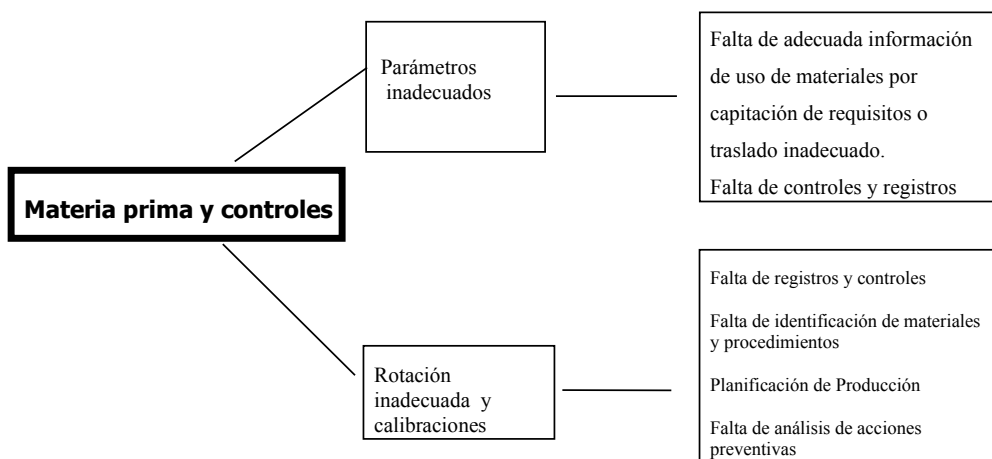 Materia prima y controles
Parámetros
inadecuados
Falta de adecuada información
de uso de materiales por
capitación de requisitos o
traslado inadecuado.
Falta de controles y registros
Rotación
inadecuada y
calibraciones
Falta de registros y controles
Falta de identificación de materiales
y procedimientos
Planificación de Producción
Falta de análisis de acciones
preventivas